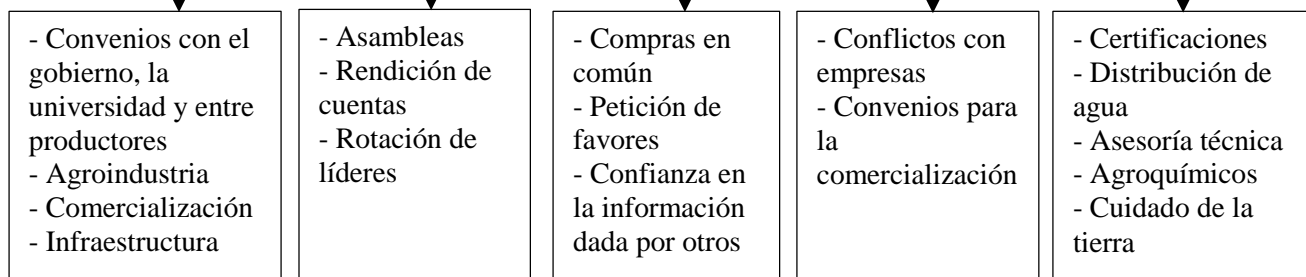 - Convenios con el
gobierno, la
universidad y entre
productores
- Agroindustria
- Comercialización
- Infraestructura
- Asambleas
- Rendición de
cuentas
- Rotación de
líderes
- Compras en
común
- Petición de
favores
- Confianza en
la información
dada por otros
- Conflictos con
empresas
- Convenios para
la
comercialización
- Certificaciones
- Distribución de
agua
- Asesoría técnica
- Agroquímicos
- Cuidado de la
tierra